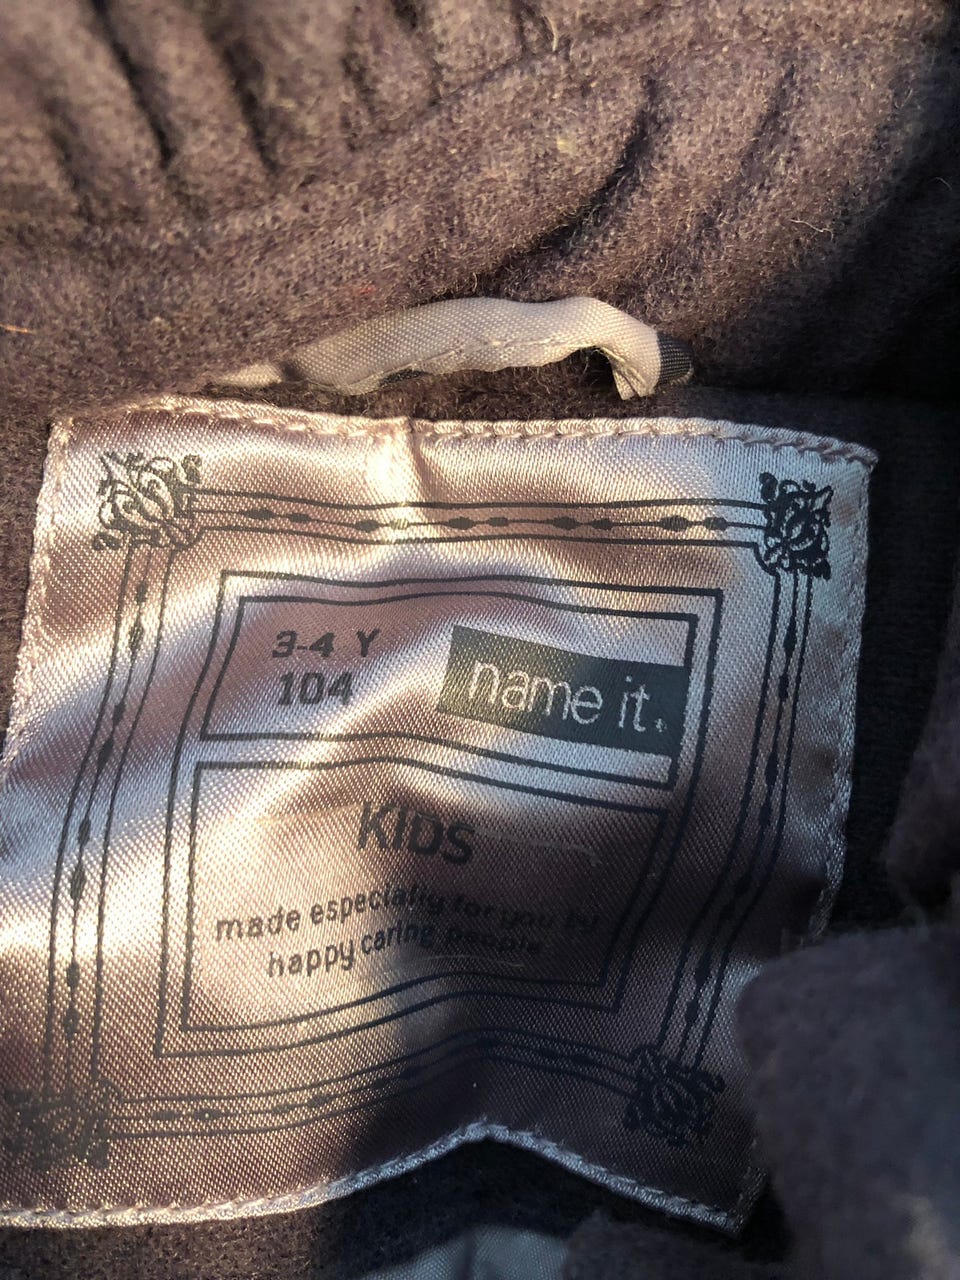 3-4 Y
104
name it.
KIDS
made especially for you by
happy caring people